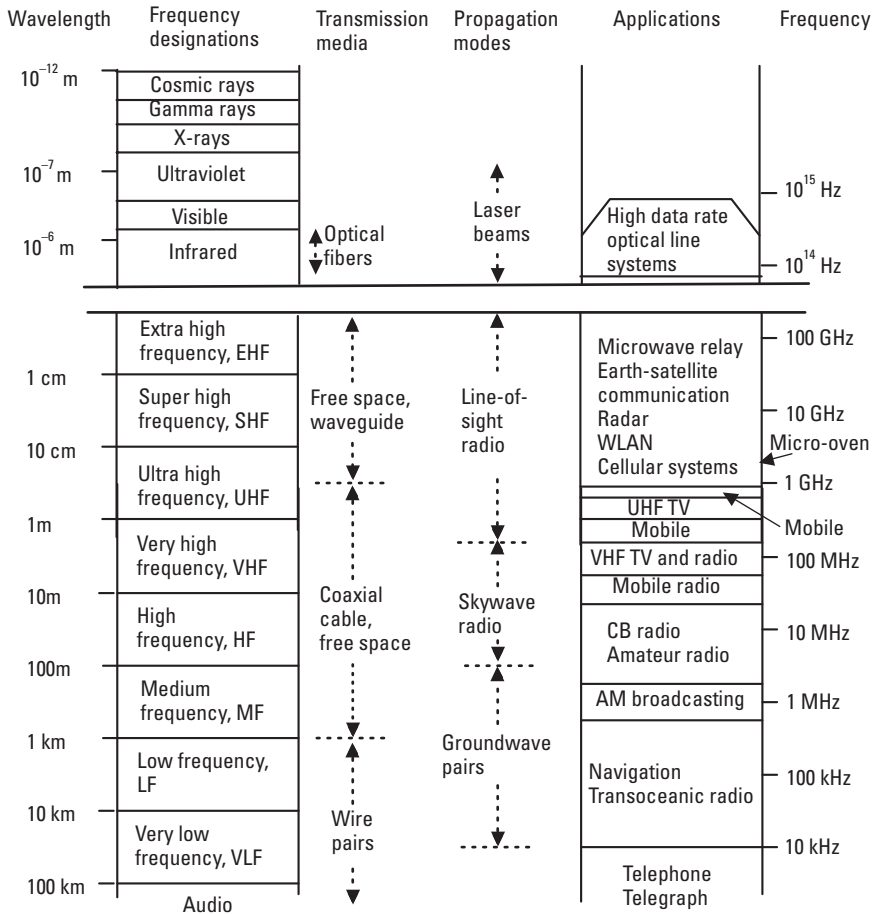 Wavelength
Frequency
designations
Transmission
media
Propagation
modes
Applications
Frequency
10⁻¹² m
10⁻⁷ m
10⁻⁶ m
1 cm
10 cm
1m
10m
100m
1 km
10 km
100 km
Cosmic rays
Gamma rays
X-rays
Ultraviolet
Visible
Infrared
Extra high
frequency, EHF
Super high
frequency, SHF
Ultra high
frequency, UHF
Very high
frequency, VHF
High
frequency, HF
Medium
frequency, MF
Low frequency,
LF
Very low
frequency, VLF
Audio
Optical
fibers
Free space,
waveguide
Coaxial
cable,
free space
Wire
pairs
Laser
beams
Line-of-
sight
radio
Skywave
radio
Groundwave
pairs
High data rate
optical line
systems
Microwave relay
Earth-satellite
communication
Radar
WLAN
Cellular systems
UHF TV
Mobile
VHF TV and radio
Mobile radio
CB radio
Amateur radio
AM broadcasting
Navigation
Transoceanic radio
Telephone
Telegraph
10¹⁵ Hz
10¹⁴ Hz
100 GHz
10 GHz
Micro-oven
1 GHz
Mobile
100 MHz
10 MHz
1 MHz
100 kHz
10 kHz